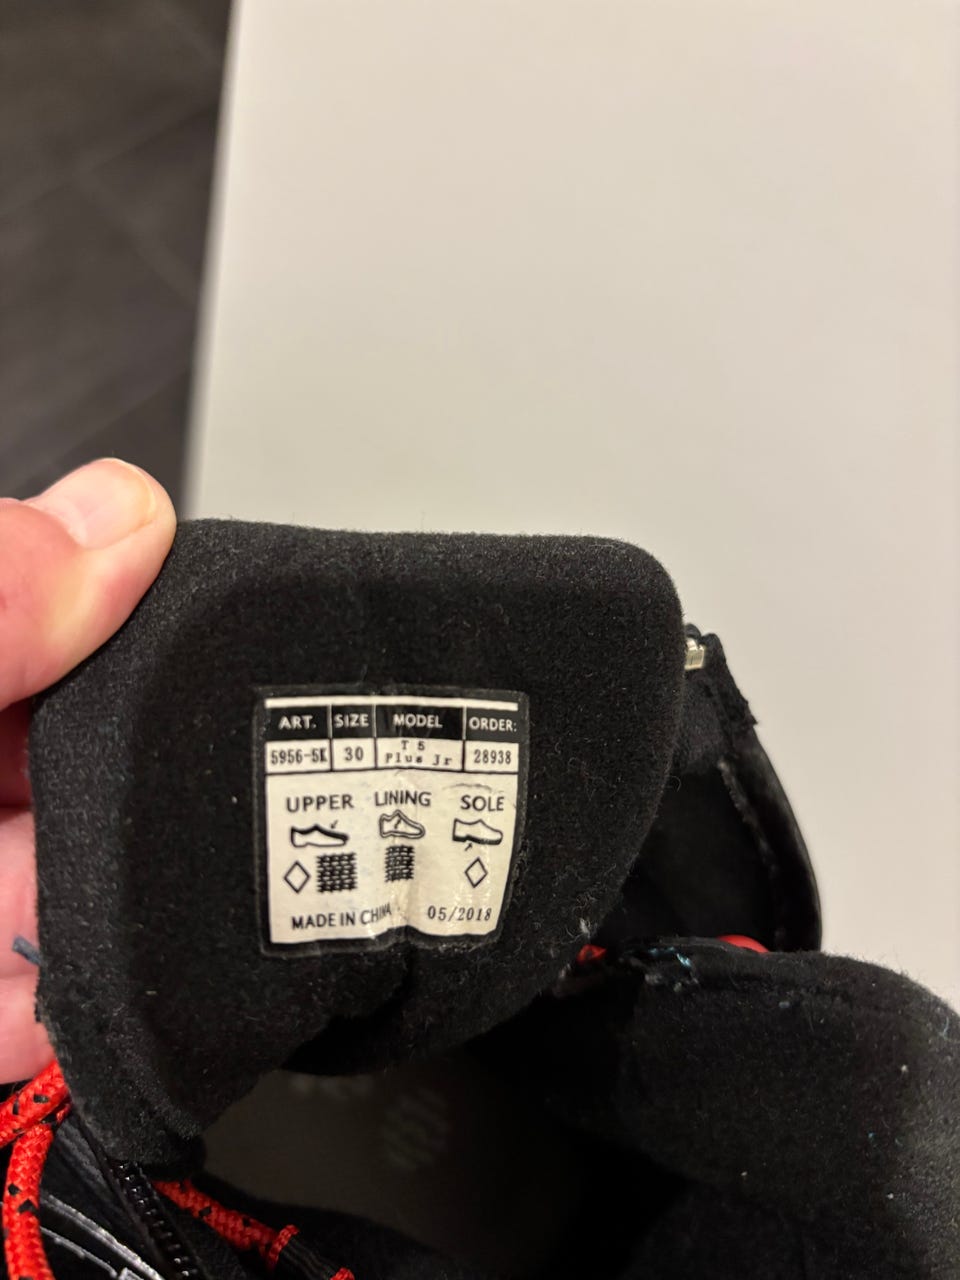 ART. SIZE MODEL ORDER:
5956-5K 30 T 5 Plus Jr 28938
UPPER LINING SOLE
MADE IN CHINA 05/2018